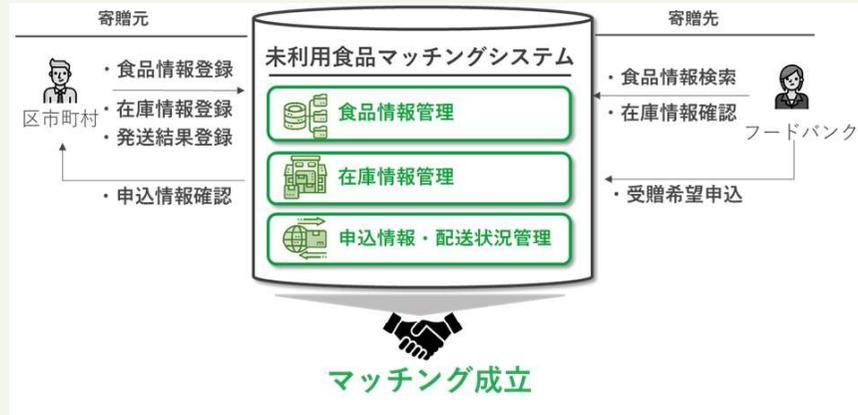 寄贈元
・食品情報登録
・在庫情報登録
・発送結果登録
区市町村
・申込情報確認
未利用食品マッチングシステム
食品情報管理
在庫情報管理
申込情報・配送状況管理
寄贈先
・食品情報検索
・在庫情報確認
フードバンク
・受贈希望申込
マッチング成立